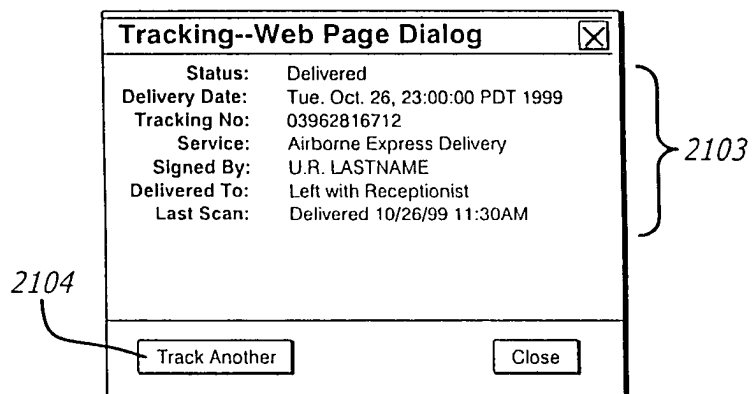 Tracking--Web Page Dialog
Status: Delivered
Delivery Date: Tue. Oct. 26, 23:00:00 PDT 1999
Tracking No: 03962816712
Service: Airborne Express Delivery
Signed By: U.R. LASTNAME
Delivered To: Left with Receptionist
Last Scan: Delivered 10/26/99 11:30AM
2103
2104
Track Another Close